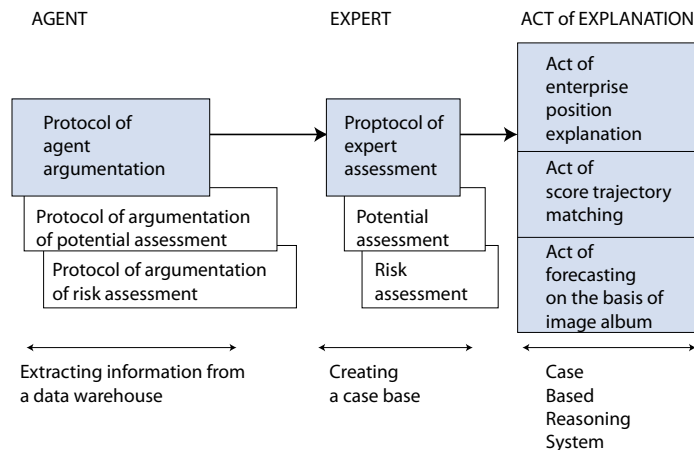 AGENT
EXPERT
ACT of EXPLANATION
Protocol of
agent
argumentation
Protocol of argumentation
of potential assessment
Protocol of argumentation
of risk assessment
Proptocol of
expert
assessment
Potential
assessment
Risk
assessment
Act of
enterprise
position
explanation
Act of
score trajectory
matching
Act of
forecasting
on the basis of
image album
Extracting information from
a data warehouse
Creating
a case base
Case
Based
Reasoning
System